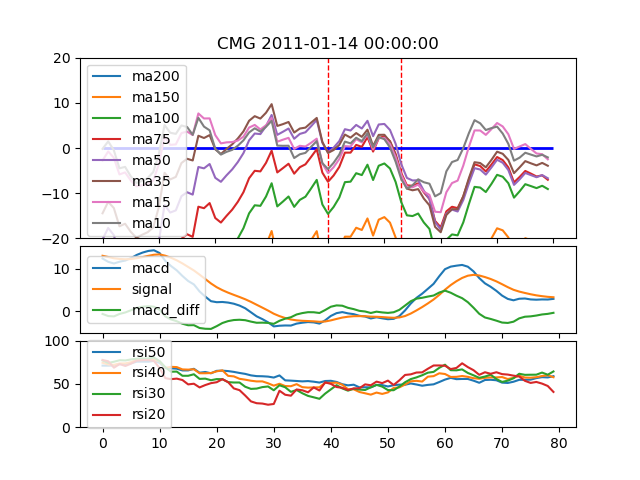 CMG 2011-01-14 00:00:00
20
10
0
−10
−20
ma200
ma150
ma100
ma75
ma50
ma35
ma15
ma10
10
0
macd
signal
macd_diff
100
50
0
rsi50
rsi40
rsi30
rsi20
0 10 20 30 40 50 60 70 80